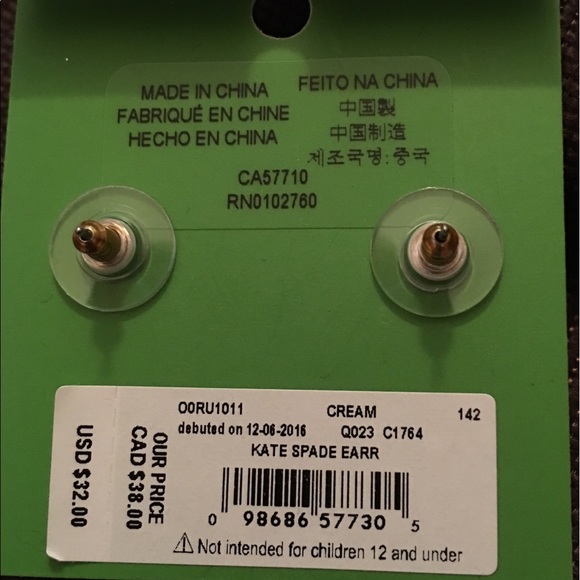 MADE IN CHINA
FABRIQUÉ EN CHINE
HECHO EN CHINA
FEITO NA CHINA
中国製
中国制造
제조국명:중국
CA57710
RN0102760
O0RU1011 CREAM 142
debuted on 12-06-2016 Q023 C1764
KATE SPADE EARR
0 98686 57730 5
⚠ Not intended for children 12 and under
OUR PRICE
CAD $38.00
USD $32.00